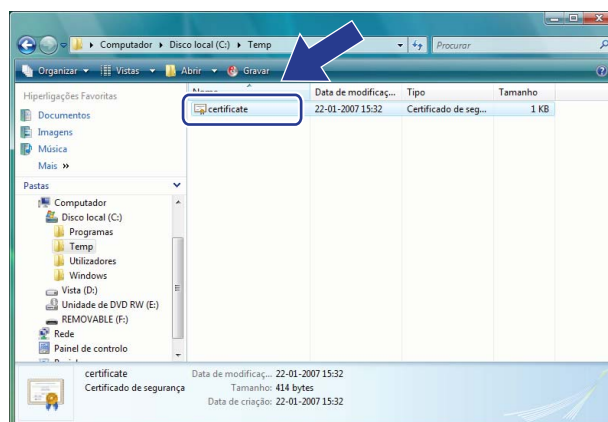 Computador ▸ Disco local (C:) ▸ Temp
Procurar
Organizar Vistas Abrir Gravar
Hiperligações Favoritas
Documentos
Imagens
Música
Mais »
Pastas
Computador
Disco local (C:)
Programas
Temp
Utilizadores
Windows
Vista (D:)
Unidade de DVD RW (E:)
REMOVABLE (F:)
Rede
Painel de controlo
Data de modificaç... Tipo Tamanho
certificate 22-01-2007 15:32 Certificado de seg... 1 KB
certificate Data de modificaç... 22-01-2007 15:32
Certificado de segurança Tamanho: 414 bytes
Data de criação: 22-01-2007 15:32